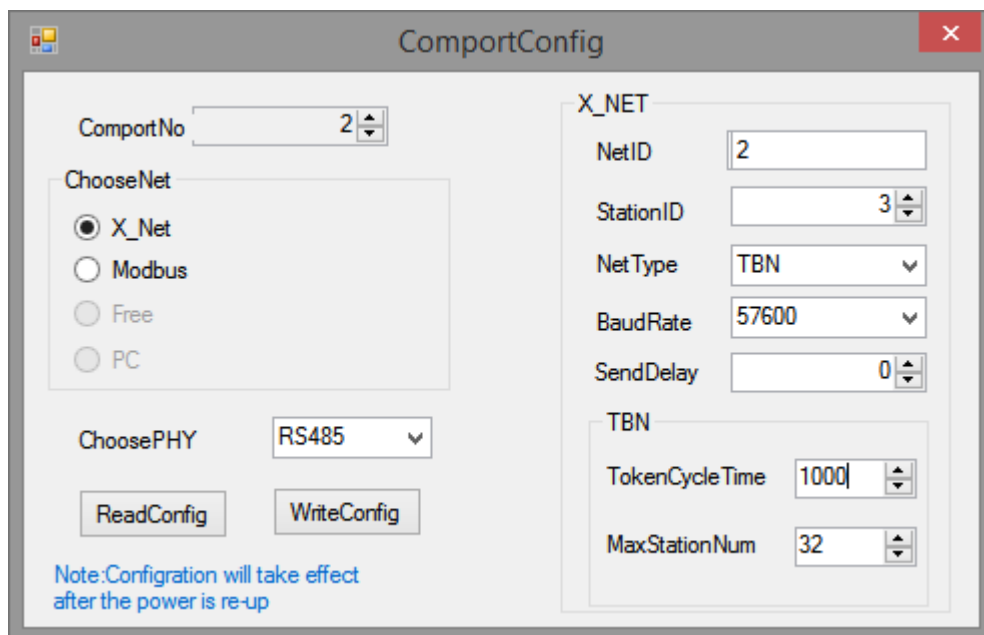 ComportConfig
ComportNo 2
ChooseNet
X_Net
Modbus
Free
PC
ChoosePHY RS485
ReadConfig WriteConfig
Note:Configration will take effect
after the power is re-up
X_NET
NetID 2
StationID 3
NetType TBN
BaudRate 57600
SendDelay 0
TBN
TokenCycleTime 1000
MaxStationNum 32